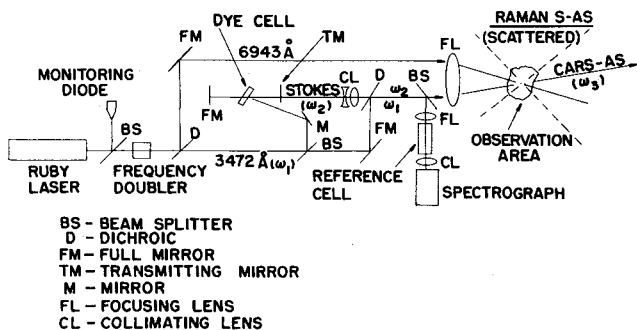 DYE CELL
TM
RAMAN S-AS
(SCATTERED)
FM
6943 Å
FL
CARS-AS
(ω3)
MONITORING
DIODE
STOKES
(ω2)
CL
D
BS
ω2
ω1
FM
M
BS
D
BS
FM
FL
OBSERVATION
AREA
3472 Å (ω1)
RUBY
LASER
FREQUENCY
DOUBLER
REFERENCE
CELL
CL
SPECTROGRAPH
BS - BEAM SPLITTER
D - DICHROIC
FM - FULL MIRROR
TM - TRANSMITTING MIRROR
M - MIRROR
FL - FOCUSING LENS
CL - COLLIMATING LENS